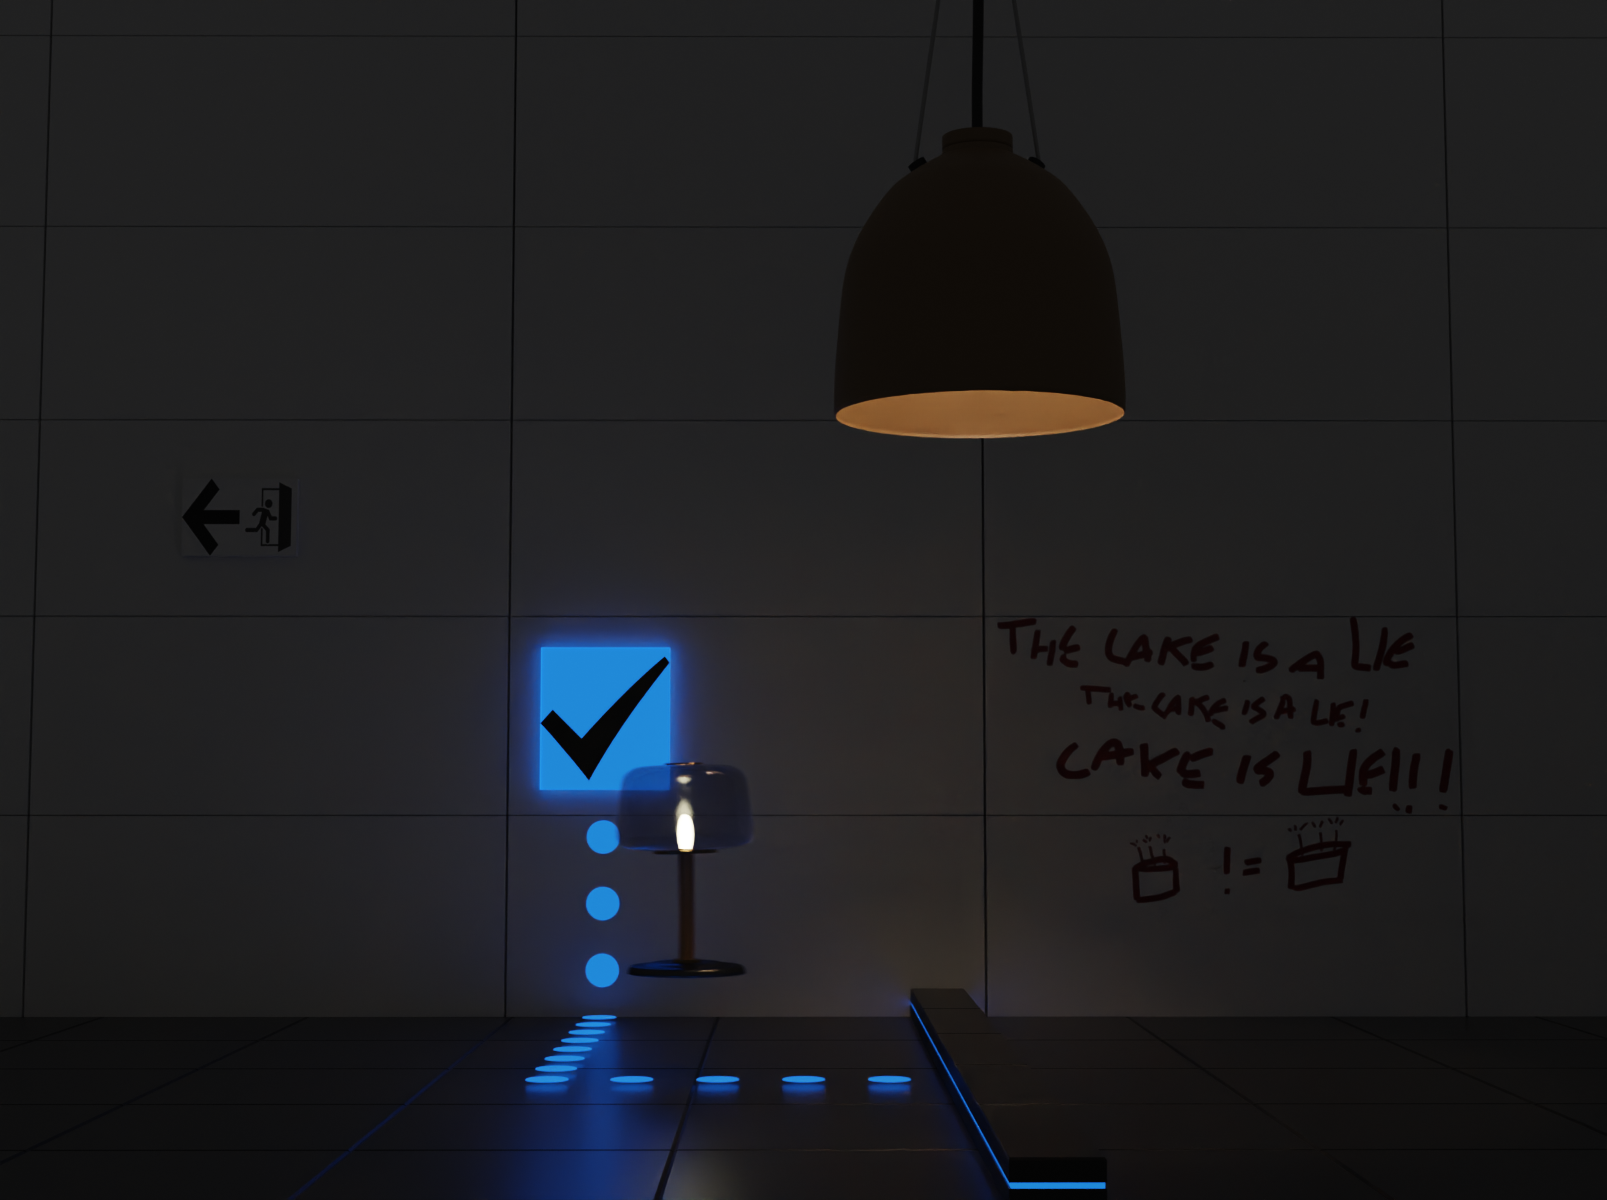 THE CAKE IS A LIE
THE CAKE IS A LIE!
CAKE IS LIE!!!
!=